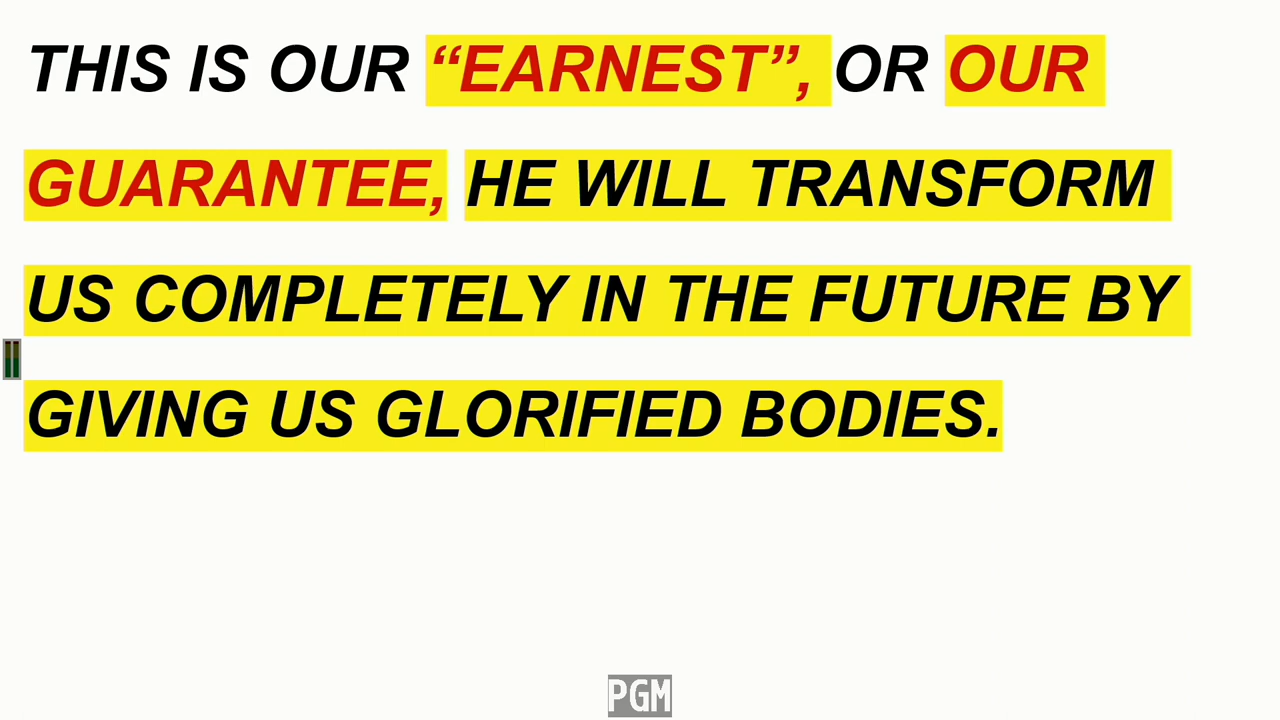 THIS IS OUR “EARNEST”, OR OUR
GUARANTEE, HE WILL TRANSFORM
US COMPLETELY IN THE FUTURE BY
GIVING US GLORIFIED BODIES.
PGM